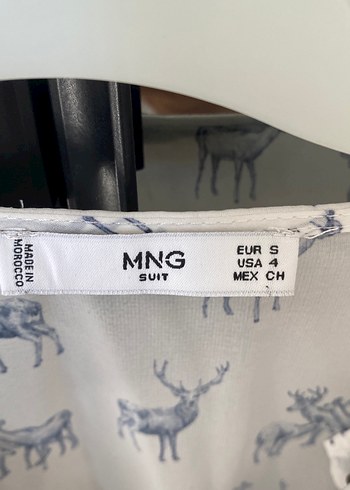 MADE IN
MOROCCO
MNG
SUIT
EUR S
USA 4
MEX CH